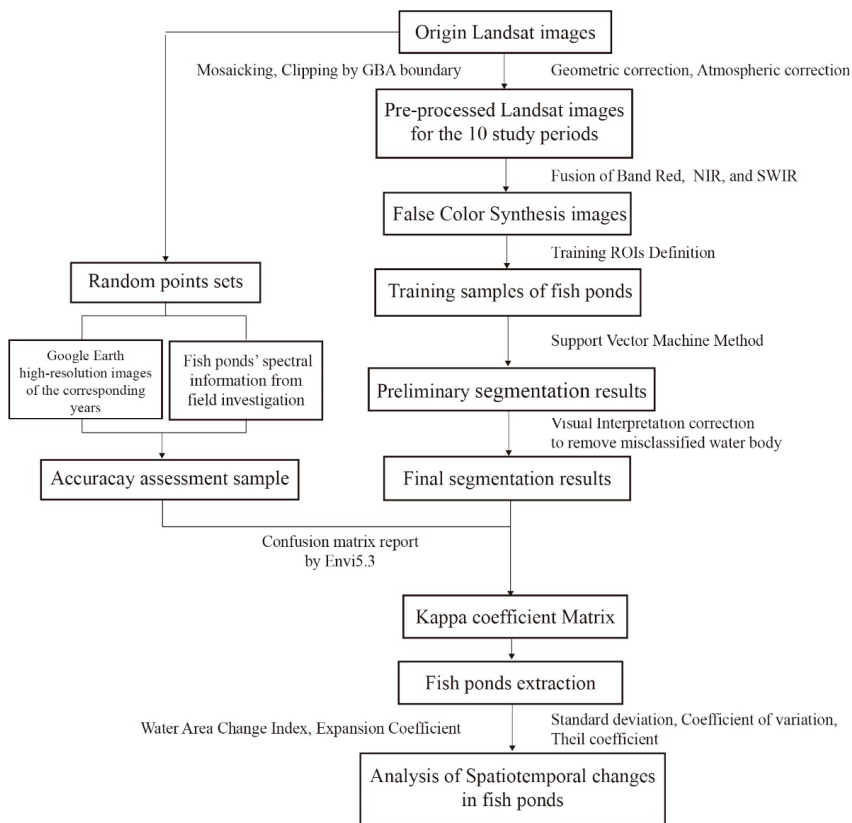 Origin Landsat images
Mosaicking, Clipping by GBA boundary
Geometric correction, Atmospheric correction
Pre-processed Landsat images
for the 10 study periods
Fusion of Band Red, NIR, and SWIR
False Color Synthesis images
Training ROIs Definition
Random points sets
Training samples of fish ponds
Google Earth
high-resolution images
of the corresponding
years
Fish ponds' spectral
information from
field investigation
Support Vector Machine Method
Preliminary segmentation results
Visual Interpretation correction
to remove misclassified water body
Accuracay assessment sample
Final segmentation results
Confusion matrix report
by Envi5.3
Kappa coefficient Matrix
Fish ponds extraction
Water Area Change Index, Expansion Coefficient
Standard deviation, Coefficient of variation,
Theil coefficient
Analysis of Spatiotemporal changes
in fish ponds